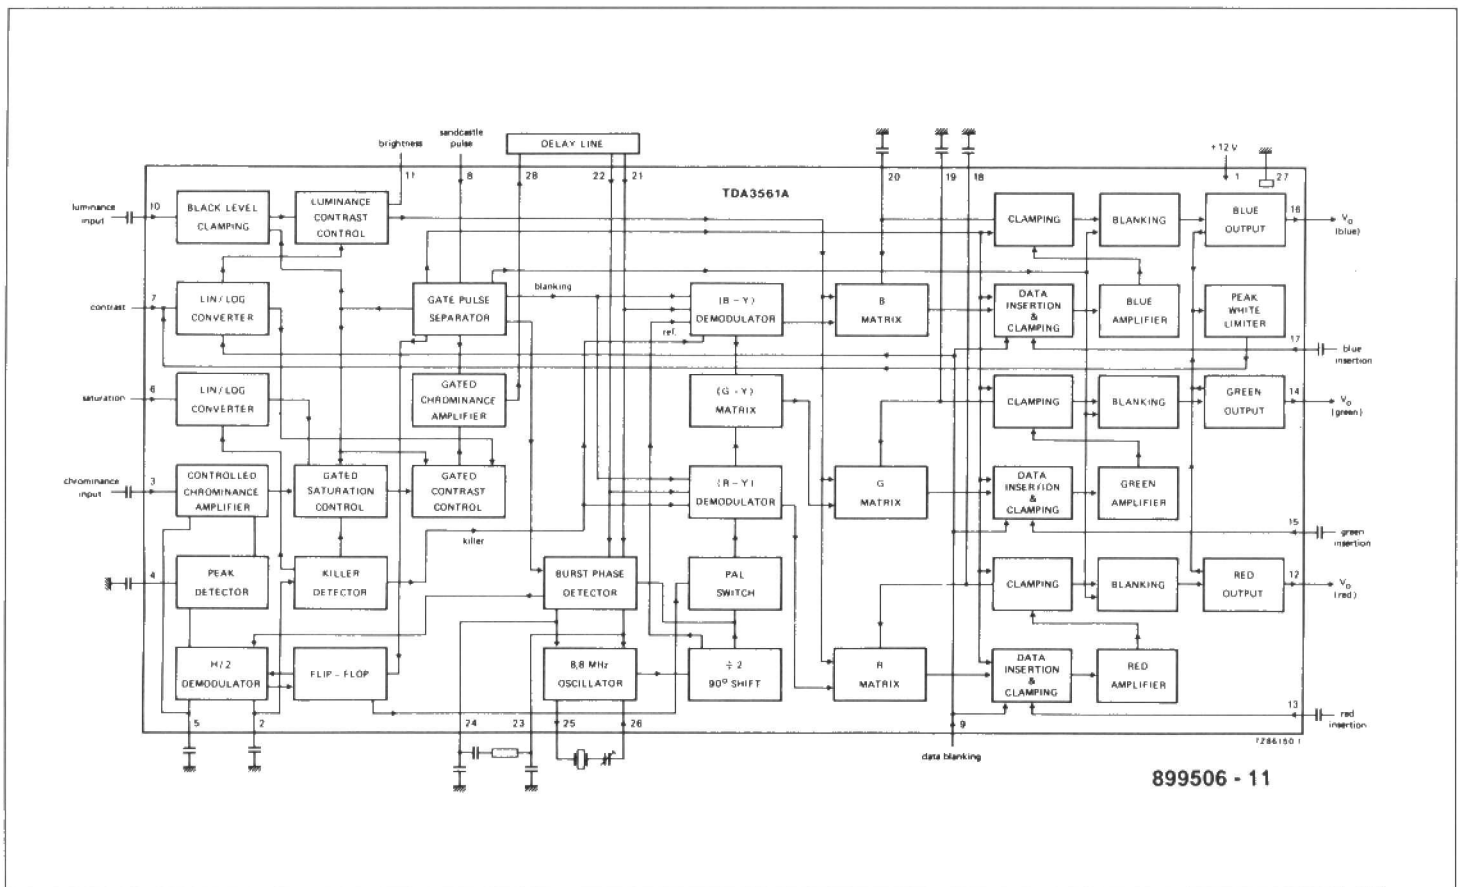 sandcastle
pulse
brightness
DELAY LINE
+12 V
11
8
28
22
21
20
19
18
1
27
TDA3561A
luminance
input
10
BLACK LEVEL
CLAMPING
LUMINANCE
CONTRAST
CONTROL
CLAMPING
BLANKING
BLUE
OUTPUT
16
Vo
(blue)
contrast
7
LIN/LOG
CONVERTER
GATE PULSE
SEPARATOR
blanking
ref.
(B – Y)
DEMODULATOR
B
MATRIX
DATA
INSERTION
&
CLAMPING
BLUE
AMPLIFIER
PEAK
WHITE
LIMITER
17
blue
insertion
saturation
6
LIN/LOG
CONVERTER
GATED
CHROMINANCE
AMPLIFIER
(G – Y)
MATRIX
CLAMPING
BLANKING
GREEN
OUTPUT
14
Vo
(green)
chrominance
input
3
CONTROLLED
CHROMINANCE
AMPLIFIER
GATED
SATURATION
CONTROL
GATED
CONTRAST
CONTROL
killer
(R – Y)
DEMODULATOR
G
MATRIX
DATA
INSERTION
&
CLAMPING
GREEN
AMPLIFIER
15
green
insertion
4
PEAK
DETECTOR
KILLER
DETECTOR
BURST PHASE
DETECTOR
PAL
SWITCH
CLAMPING
BLANKING
RED
OUTPUT
12
Vo
(red)
H/2
DEMODULATOR
FLIP – FLOP
8,8 MHz
OSCILLATOR
÷ 2
90° SHIFT
R
MATRIX
DATA
INSERTION
&
CLAMPING
RED
AMPLIFIER
13
red
insertion
5
2
24
23
25
26
9
data blanking
7Z86150.1
899506 - 11